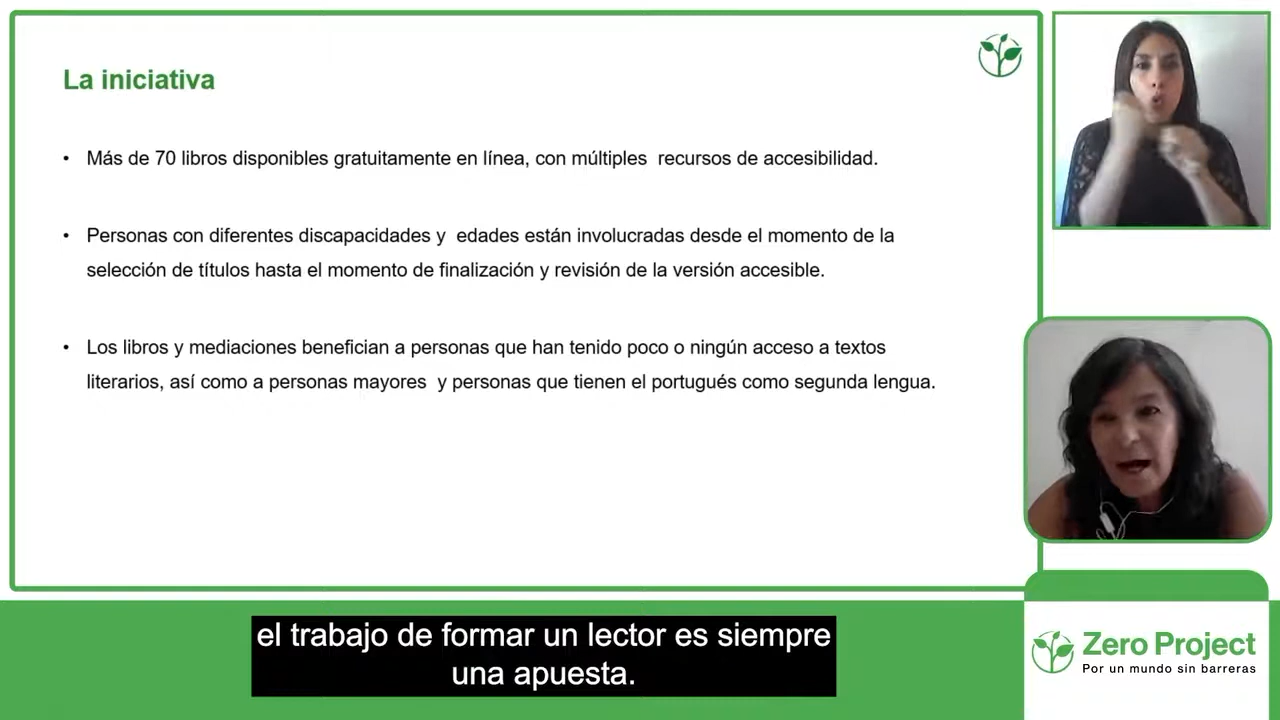 La iniciativa
• Más de 70 libros disponibles gratuitamente en línea, con múltiples recursos de accesibilidad.
• Personas con diferentes discapacidades y edades están involucradas desde el momento de la
selección de títulos hasta el momento de finalización y revisión de la versión accesible.
• Los libros y mediaciones benefician a personas que han tenido poco o ningún acceso a textos
literarios, así como a personas mayores y personas que tienen el portugués como segunda lengua.
el trabajo de formar un lector es siempre
una apuesta.
Zero Project
Por un mundo sin barreras